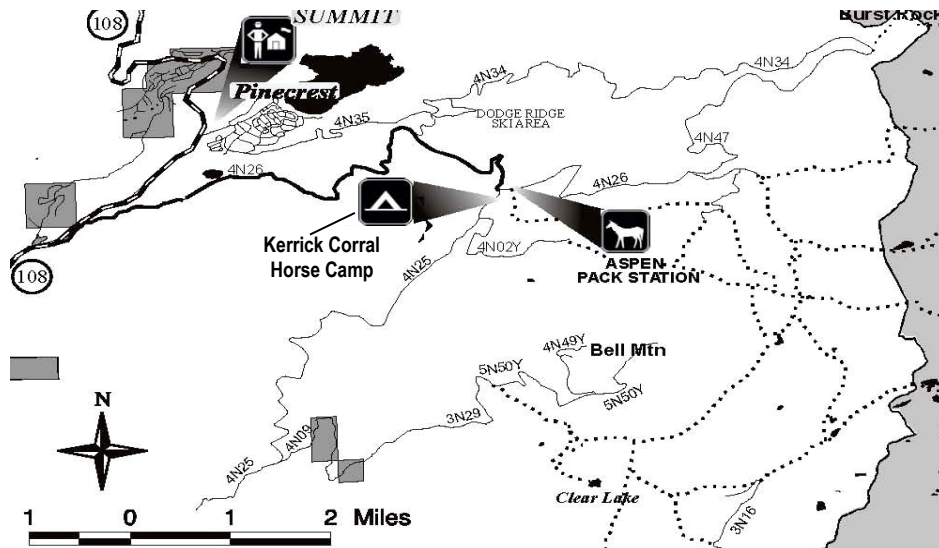 108
SUMMIT
Burst Rock
4N34
4N34
Pinecrest
4N35
DODGE RIDGE
SKI AREA
4N47
4N26
4N26
Kerrick Corral
Horse Camp
4N02Y
ASPEN
PACK STATION
108
4N25
4N49Y
Bell Mtn
5N50Y
5N50Y
3N29
N
4N09
4N25
Clear Lake
3N16
1 0 1 2 Miles